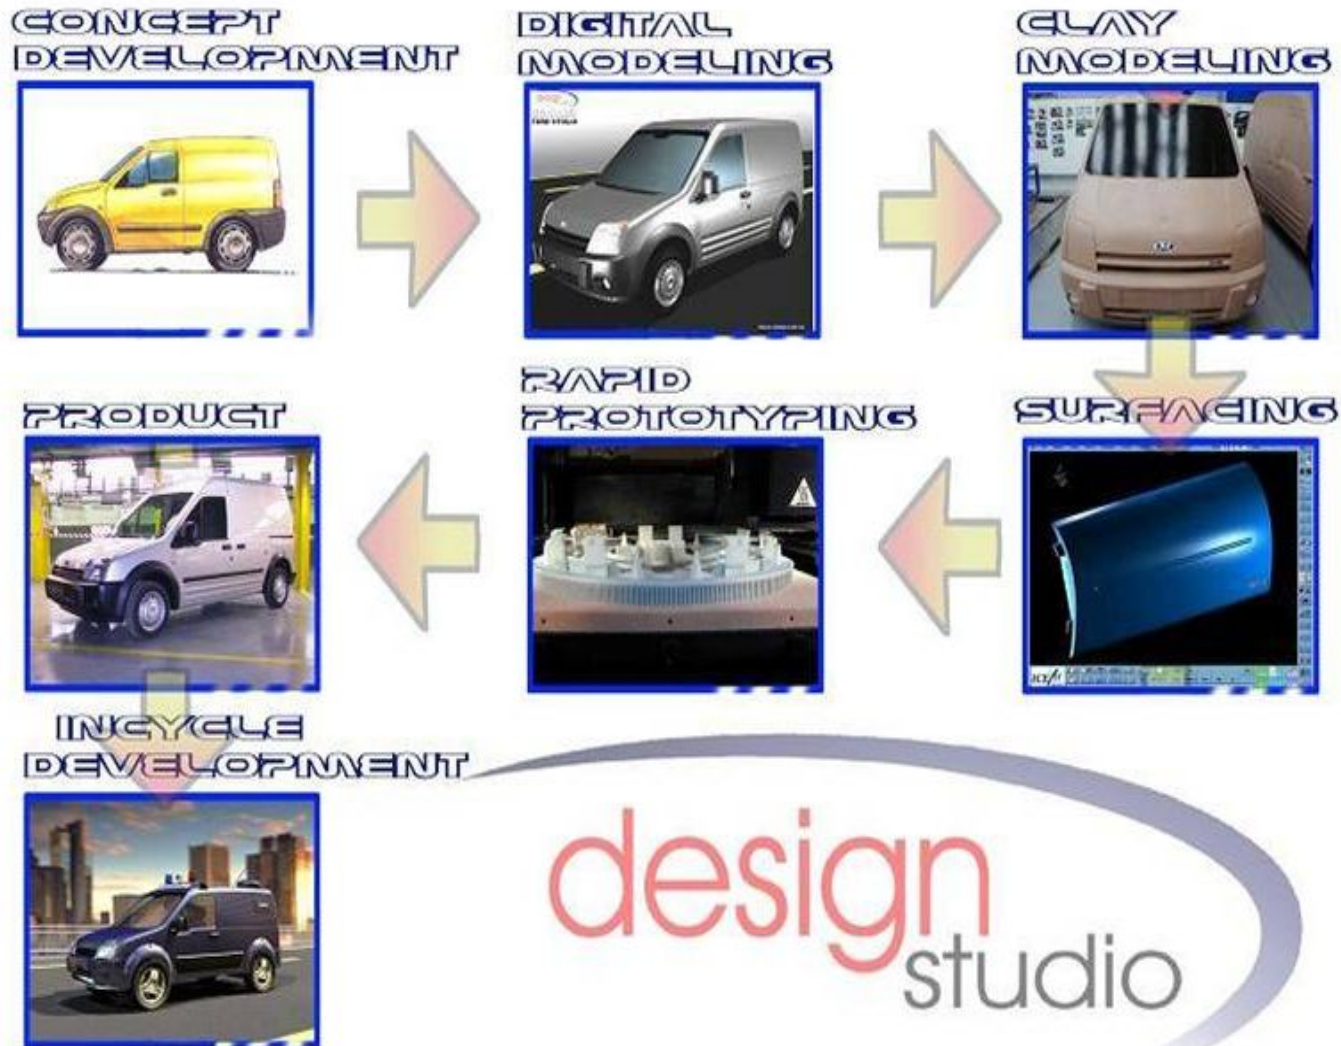 CONCEPT
DEVELOPMENT
DIGITAL
MODELING
CLAY
MODELING
PRODUCT
RAPID
PROTOTYPING
SURFACING
INCYCLE
DEVELOPMENT
design
studio